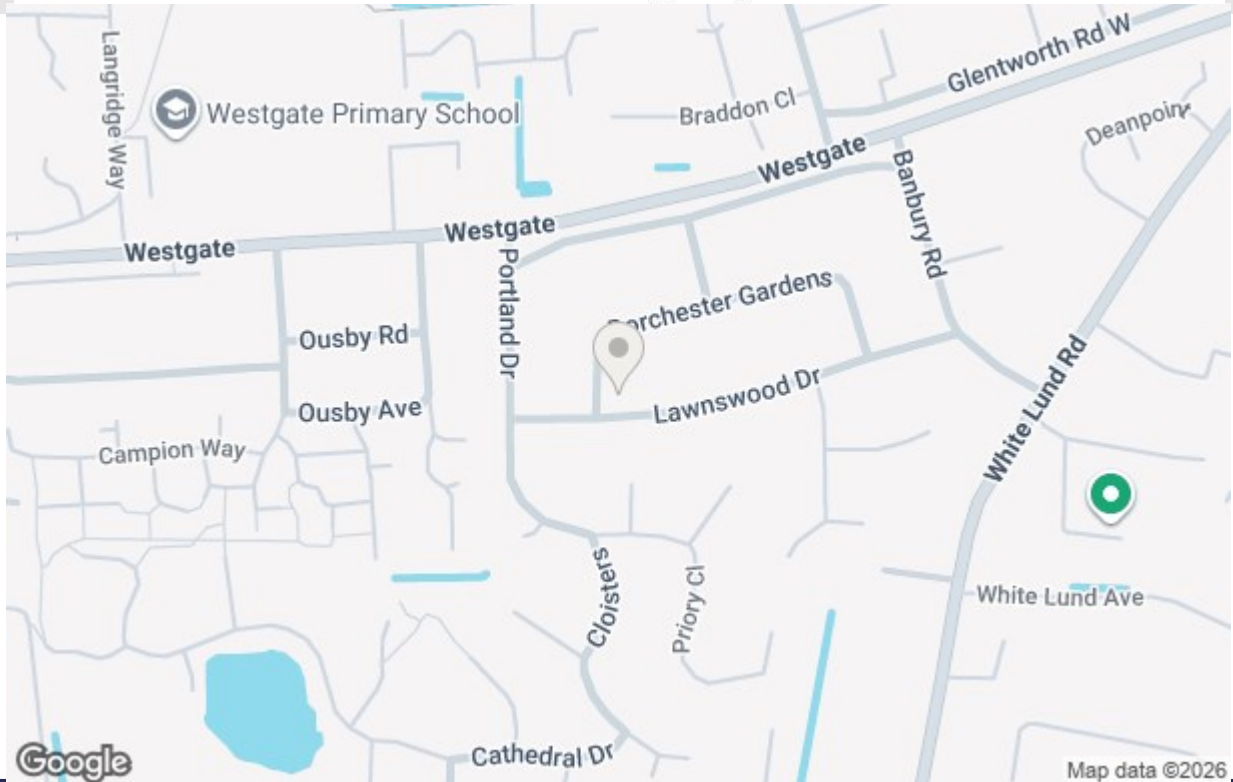 Langridge Way
Westgate Primary School
Braddon Cl
Glentworth Rd W
Westgate
Westgate
Westgate
Banbury Rd
Portland Dr
Dorchester Gardens
Ousby Rd
Ousby Ave
Lawnswood Dr
White Lund Rd
Campion Way
Cloisters
Priory Cl
White Lund Ave
Cathedral Dr
Google
Map data ©2026